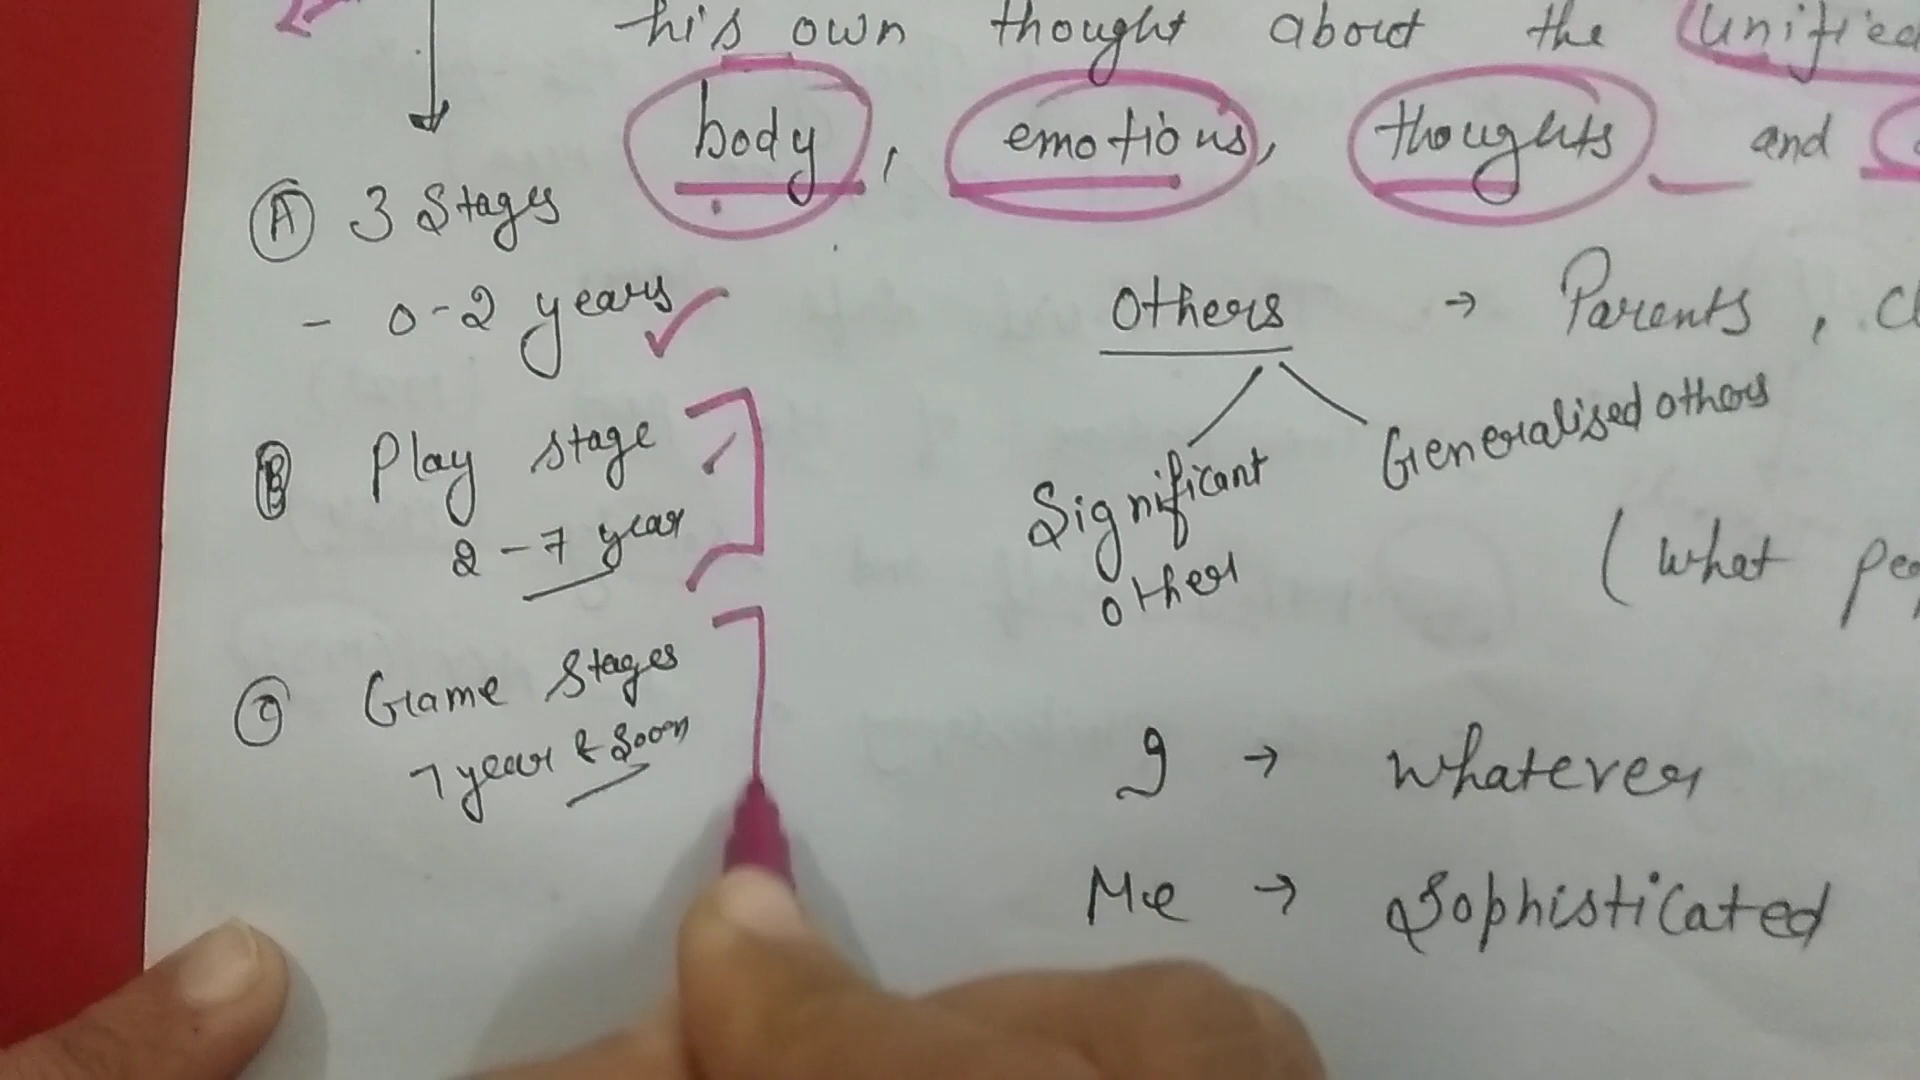 his own thought about the unified
body, emotions, thoughts and
(A) 3 Stages
- 0-2 years
Others → Parents,
Significant other
Generalised others
(B) Play stage
2-7 year
(what
(C) Game Stages
7 year & soon
I → Whatever
Me → Sophisticated